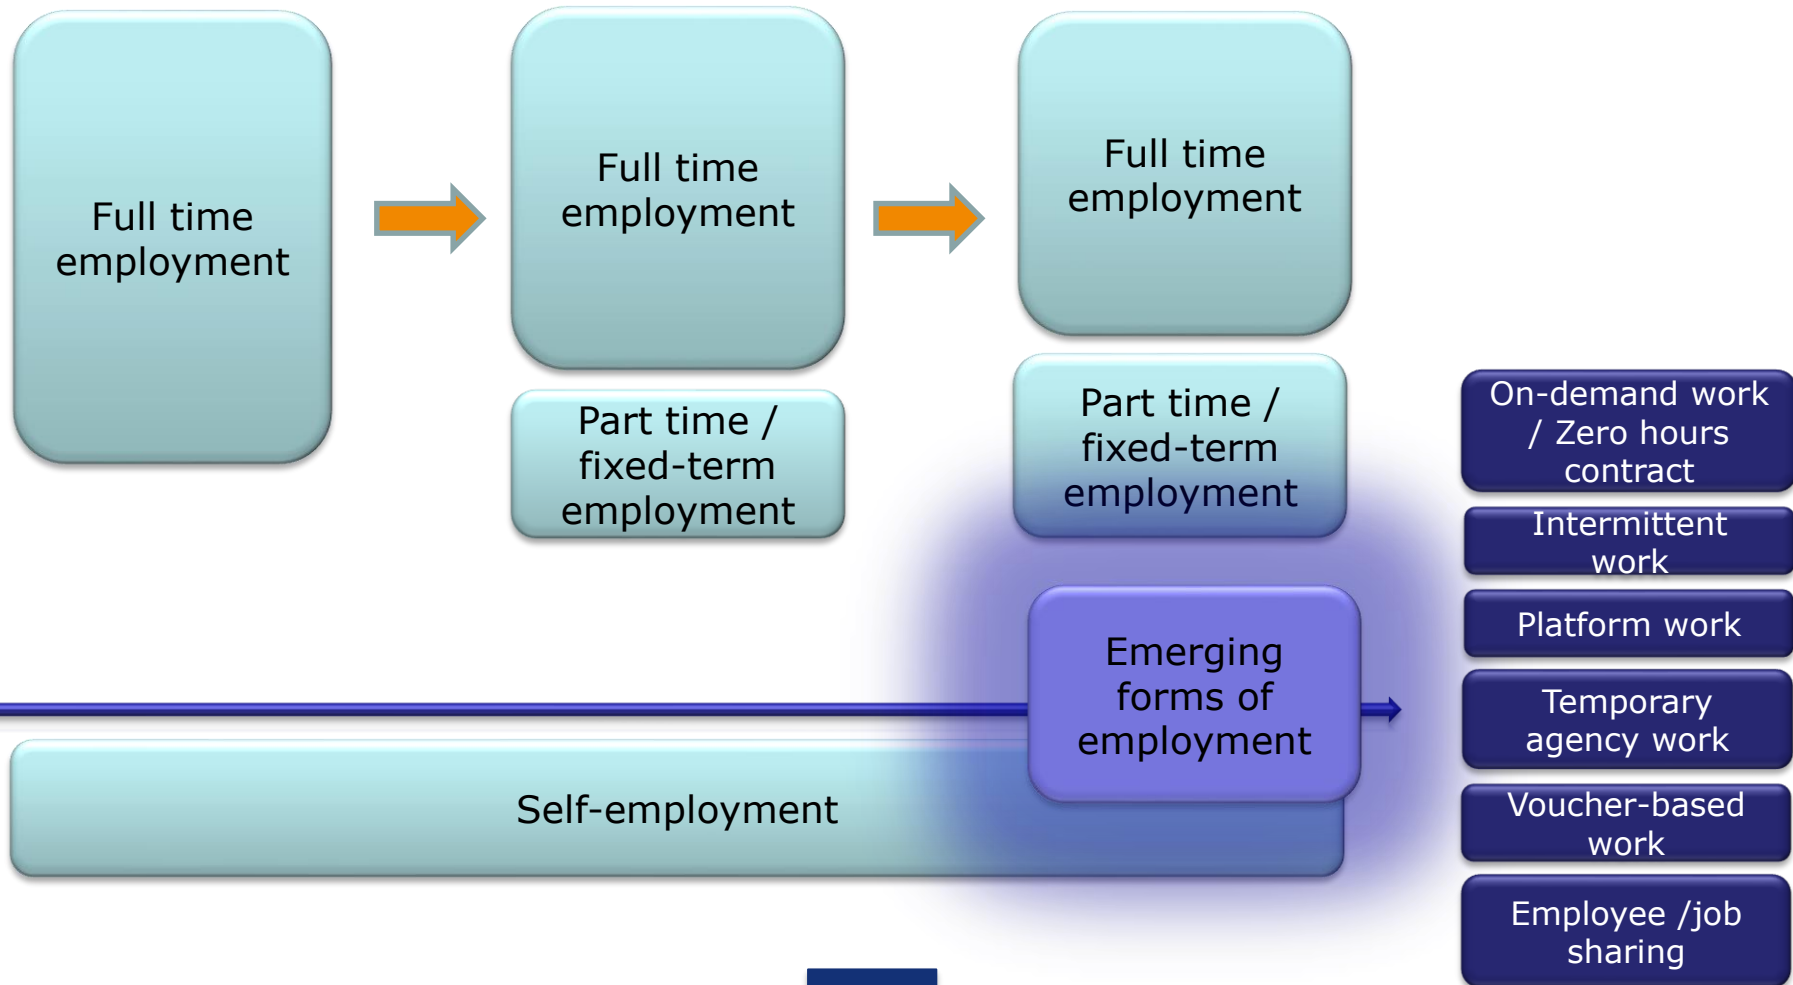 Full time
employment
Full time
employment
Part time /
fixed-term
employment
Full time
employment
Part time /
fixed-term
employment
Emerging
forms of
employment
Self-employment
On-demand work
/ Zero hours
contract
Intermittent
work
Platform work
Temporary
agency work
Voucher-based
work
Employee /job
sharing